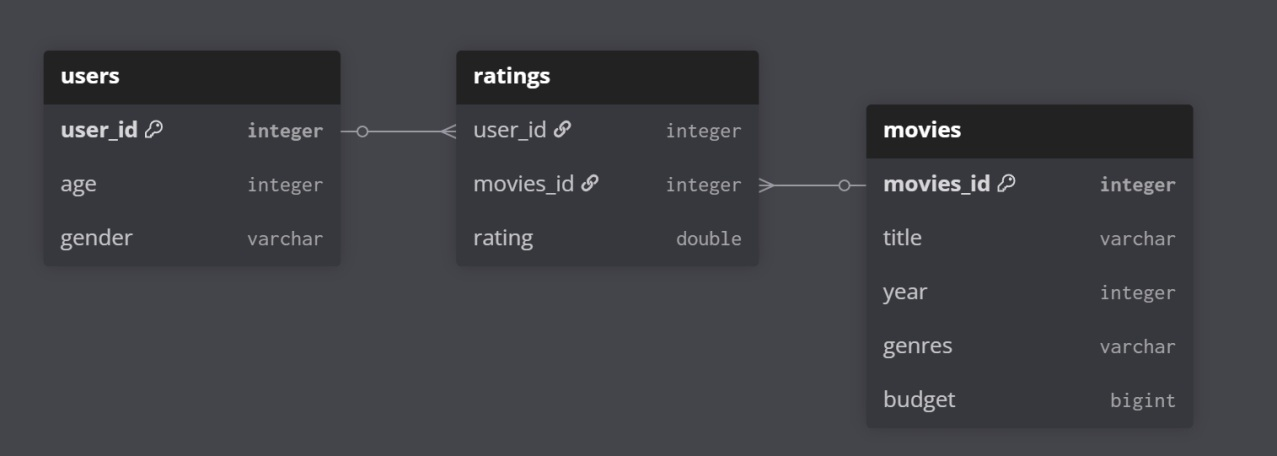 users
user_id integer
age integer
gender varchar
ratings
user_id integer
movies_id integer
rating double
movies
movies_id integer
title varchar
year integer
genres varchar
budget bigint